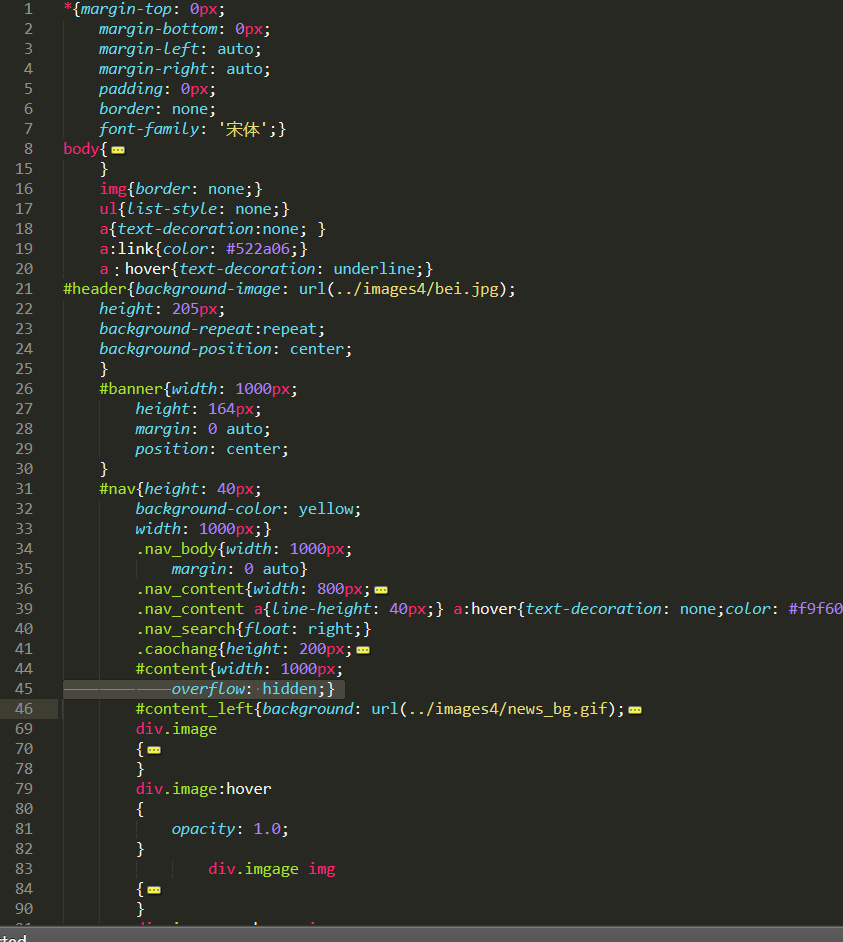 1 *{margin-top: 0px;
2 margin-bottom: 0px;
3 margin-left: auto;
4 margin-right: auto;
5 padding: 0px;
6 border: none;
7 font-family: '宋体';}
8 body{
15 }
16 img{border: none;}
17 ul{list-style: none;}
18 a{text-decoration:none; }
19 a:link{color: #522a06;}
20 a：hover{text-decoration: underline;}
21 #header{background-image: url(../images4/bei.jpg);
22 height: 205px;
23 background-repeat:repeat;
24 background-position: center;
25 }
26 #banner{width: 1000px;
27 height: 164px;
28 margin: 0 auto;
29 position: center;
30 }
31 #nav{height: 40px;
32 background-color: yellow;
33 width: 1000px;}
34 .nav_body{width: 1000px;
35 margin: 0 auto}
36 .nav_content{width: 800px;
39 .nav_content a{line-height: 40px;} a:hover{text-decoration: none;color: #f9f60
40 .nav_search{float: right;}
41 .caochang{height: 200px;
44 #content{width: 1000px;
45 overflow: hidden;}
46 #content_left{background: url(../images4/news_bg.gif);
69 div.image
70 {
78 }
79 div.image:hover
80 {
81 opacity: 1.0;
82 }
83 div.imgage img
84 {
90 }